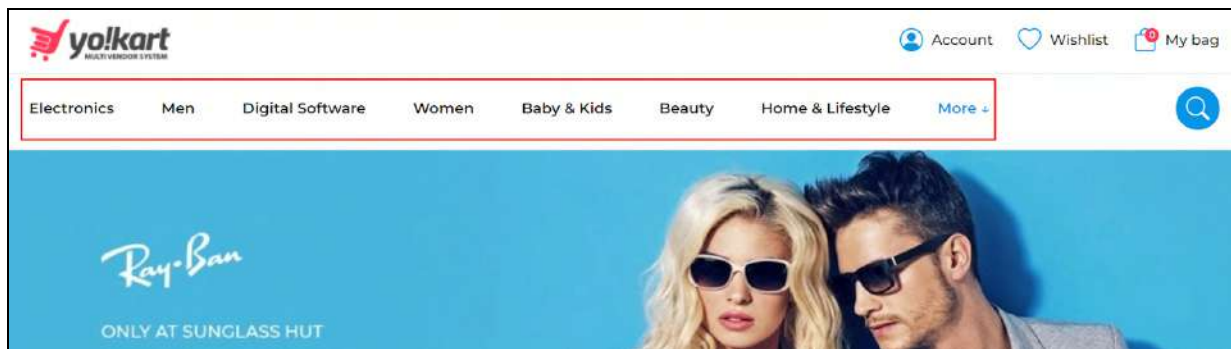 yo!kart
MULTI VENDOR SYSTEM
Account Wishlist 0 My bag
Electronics Men Digital Software Women Baby & Kids Beauty Home & Lifestyle More ↓
Ray-Ban
ONLY AT SUNGLASS HUT